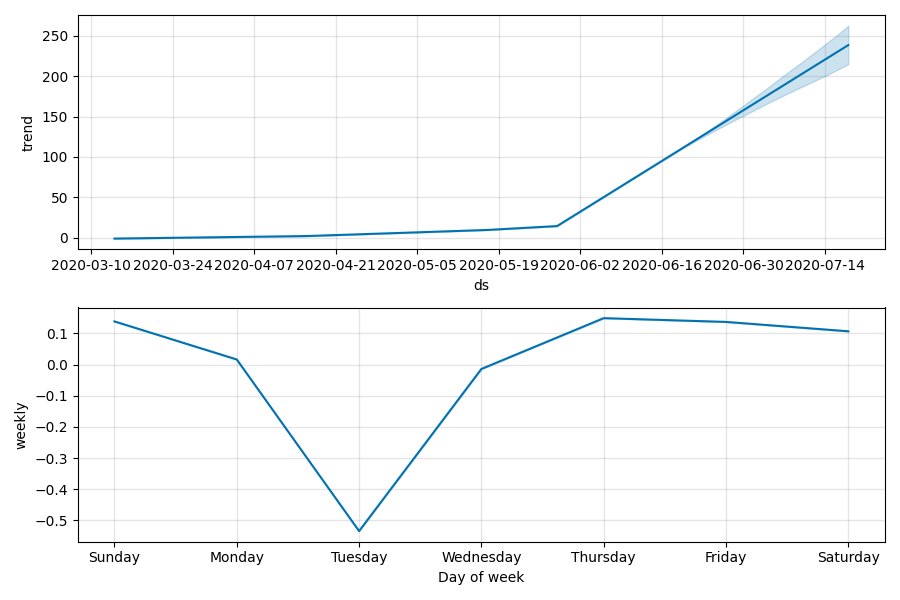 250
200
150
100
50
0
trend
2020-03-10 2020-03-24 2020-04-07 2020-04-21 2020-05-05 2020-05-19 2020-06-02 2020-06-16 2020-06-30 2020-07-14
ds
0.1
0.0
−0.1
−0.2
−0.3
−0.4
−0.5
weekly
Sunday Monday Tuesday Wednesday Thursday Friday Saturday
Day of week